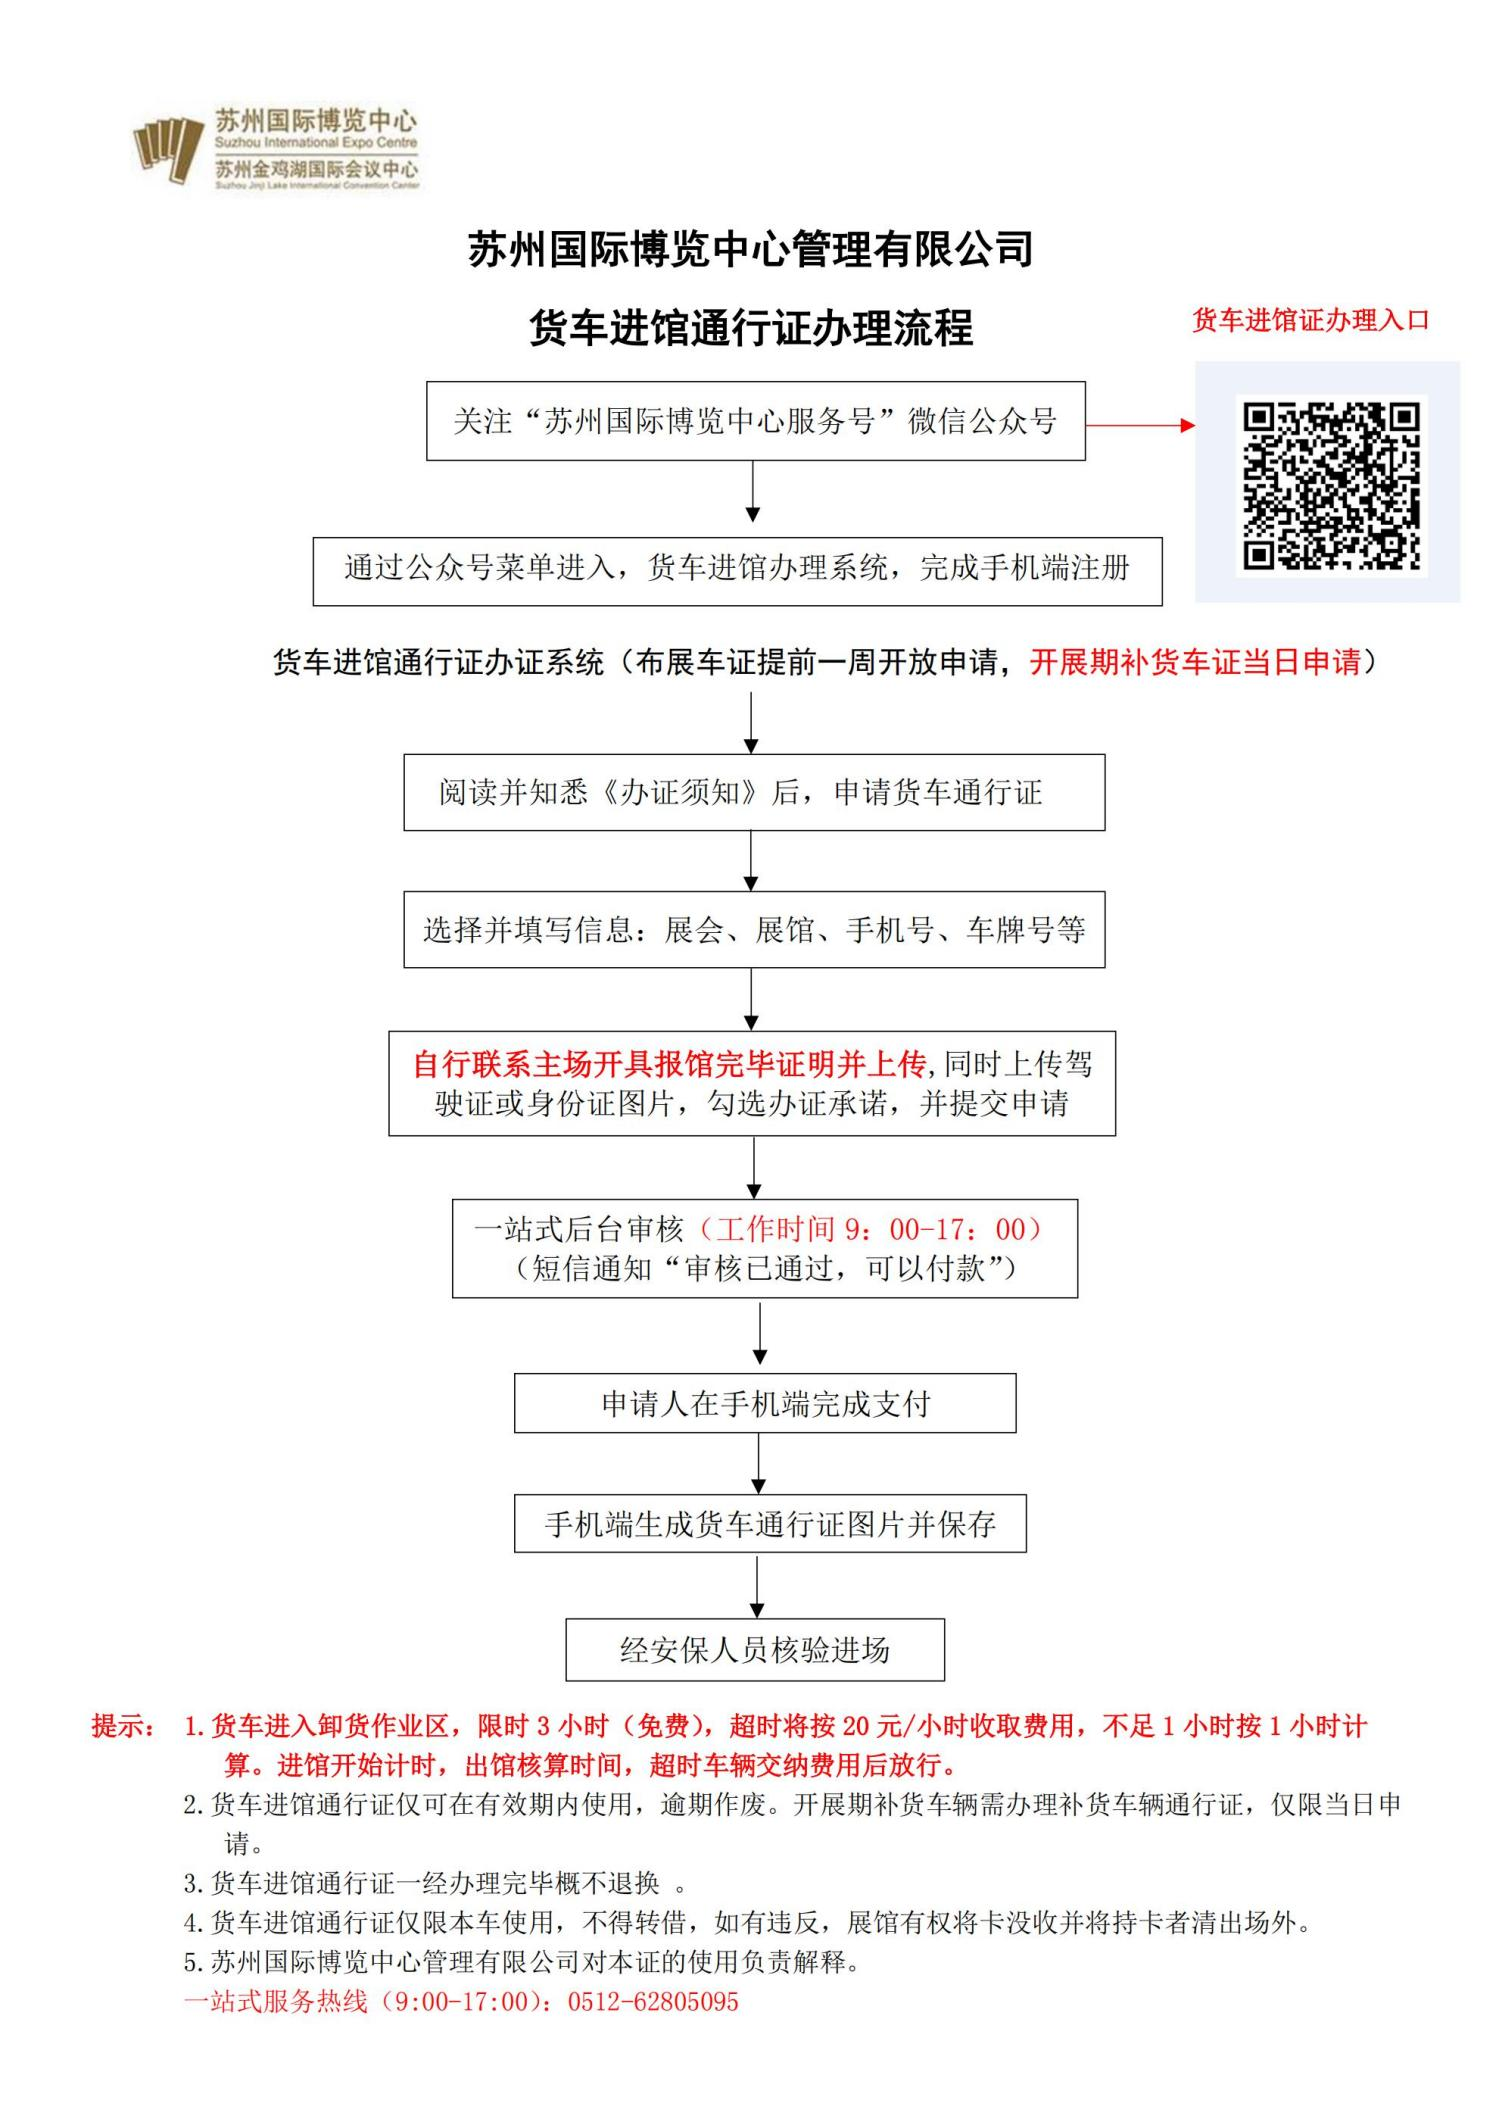 苏州国际博览中心
Suzhou International Expo Centre
苏州金鸡湖国际会议中心
Suzhou Jinji Lake International Convention Center
苏州国际博览中心管理有限公司
货车进馆通行证办理流程
货车进馆证办理入口
关注“苏州国际博览中心服务号”微信公众号
通过公众号菜单进入，货车进馆办理系统，完成手机端注册
货车进馆通行证办证系统（布展车证提前一周开放申请，开展期补货车证当日申请）
阅读并知悉《办证须知》后，申请货车通行证
选择并填写信息：展会、展馆、手机号、车牌号等
自行联系主场开具报馆完毕证明并上传,同时上传驾
驶证或身份证图片，勾选办证承诺，并提交申请
一站式后台审核（工作时间 9：00-17：00）
（短信通知“审核已通过，可以付款”）
申请人在手机端完成支付
手机端生成货车通行证图片并保存
经安保人员核验进场
提示： 1.货车进入卸货作业区，限时 3 小时（免费），超时将按 20 元/小时收取费用，不足 1 小时按 1 小时计
算。进馆开始计时，出馆核算时间，超时车辆交纳费用后放行。
2.货车进馆通行证仅可在有效期内使用，逾期作废。开展期补货车辆需办理补货车辆通行证，仅限当日申
请。
3.货车进馆通行证一经办理完毕概不退换 。
4.货车进馆通行证仅限本车使用，不得转借，如有违反，展馆有权将卡没收并将持卡者清出场外。
5.苏州国际博览中心管理有限公司对本证的使用负责解释。
一站式服务热线（9:00-17:00）：0512-62805095